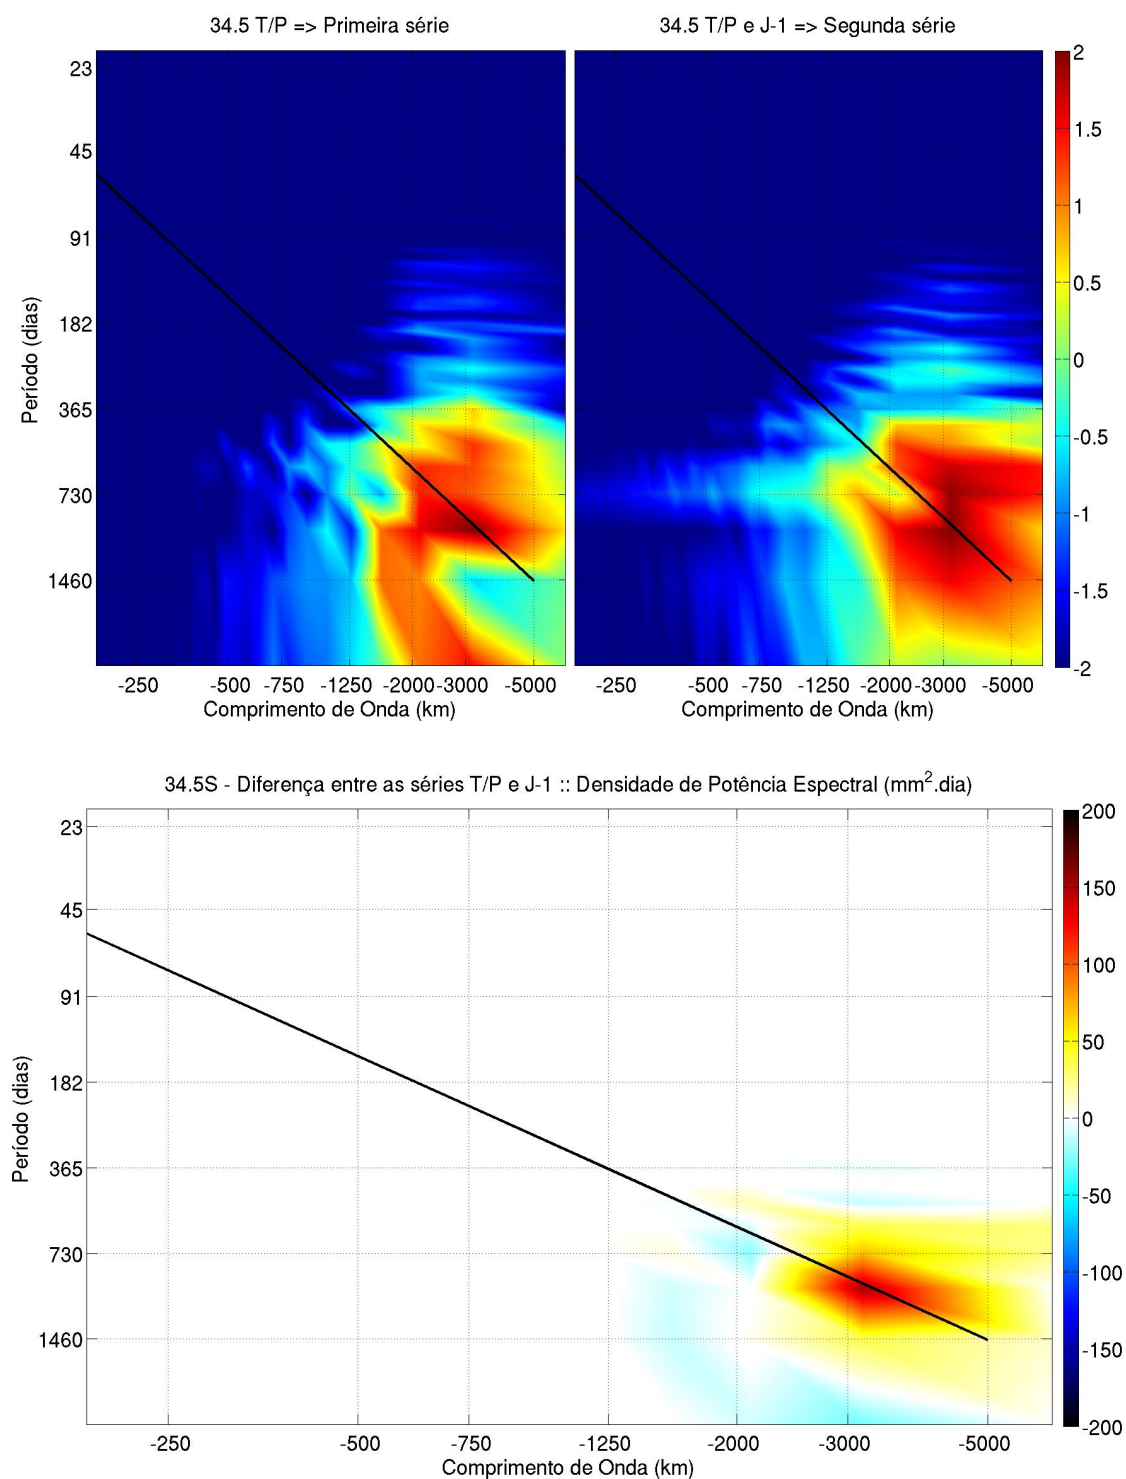 34.5 T/P => Primeira série
34.5 T/P e J-1 => Segunda série
Período (dias)
23
45
91
182
365
730
1460
-250 -500 -750 -1250 -2000 -3000 -5000
Comprimento de Onda (km)
-250 -500 -750 -1250 -2000 -3000 -5000
Comprimento de Onda (km)
2
1.5
1
0.5
0
-0.5
-1
-1.5
-2
34.5S - Diferença entre as séries T/P e J-1 :: Densidade de Potência Espectral (mm².dia)
Período (dias)
23
45
91
182
365
730
1460
-250 -500 -750 -1250 -2000 -3000 -5000
Comprimento de Onda (km)
200
150
100
50
0
-50
-100
-150
-200